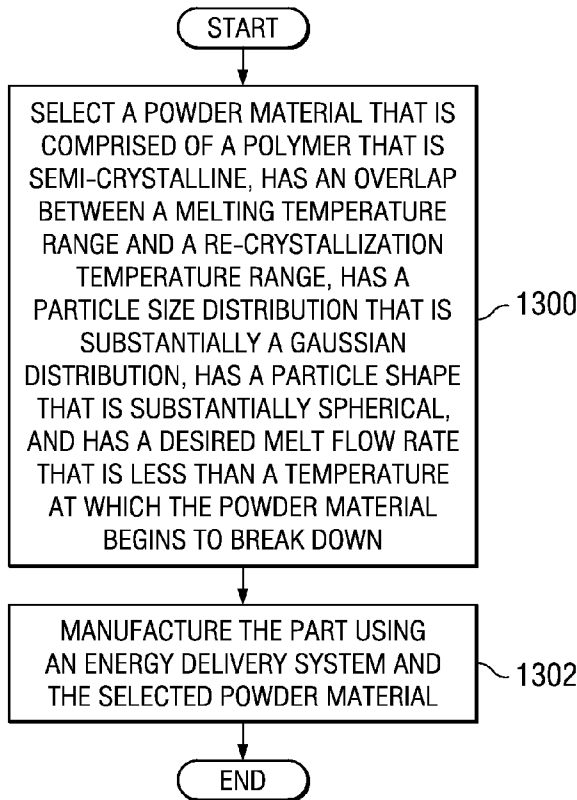 START
SELECT A POWDER MATERIAL THAT IS
COMPRISED OF A POLYMER THAT IS
SEMI-CRYSTALLINE, HAS AN OVERLAP
BETWEEN A MELTING TEMPERATURE
RANGE AND A RE-CRYSTALLIZATION
TEMPERATURE RANGE, HAS A
PARTICLE SIZE DISTRIBUTION THAT IS
SUBSTANTIALLY A GAUSSIAN
DISTRIBUTION, HAS A PARTICLE SHAPE
THAT IS SUBSTANTIALLY SPHERICAL,
AND HAS A DESIRED MELT FLOW RATE
THAT IS LESS THAN A TEMPERATURE
AT WHICH THE POWDER MATERIAL
BEGINS TO BREAK DOWN
1300
MANUFACTURE THE PART USING
AN ENERGY DELIVERY SYSTEM AND
THE SELECTED POWDER MATERIAL
1302
END